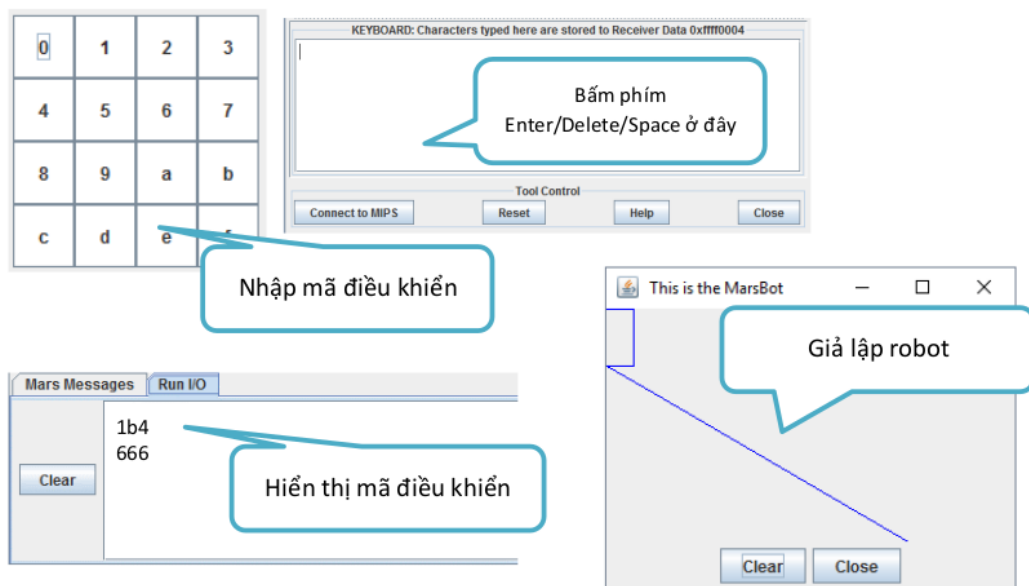 0 1 2 3
4 5 6 7
8 9 a b
c d e
KEYBOARD: Characters typed here are stored to Receiver Data 0xffff0004
Bấm phím
Enter/Delete/Space ở đây
Tool Control
Connect to MIPS Reset Help Close
Nhập mã điều khiển
This is the MarsBot
Giả lập robot
Clear Close
Mars Messages Run I/O
1b4
666
Clear
Hiển thị mã điều khiển